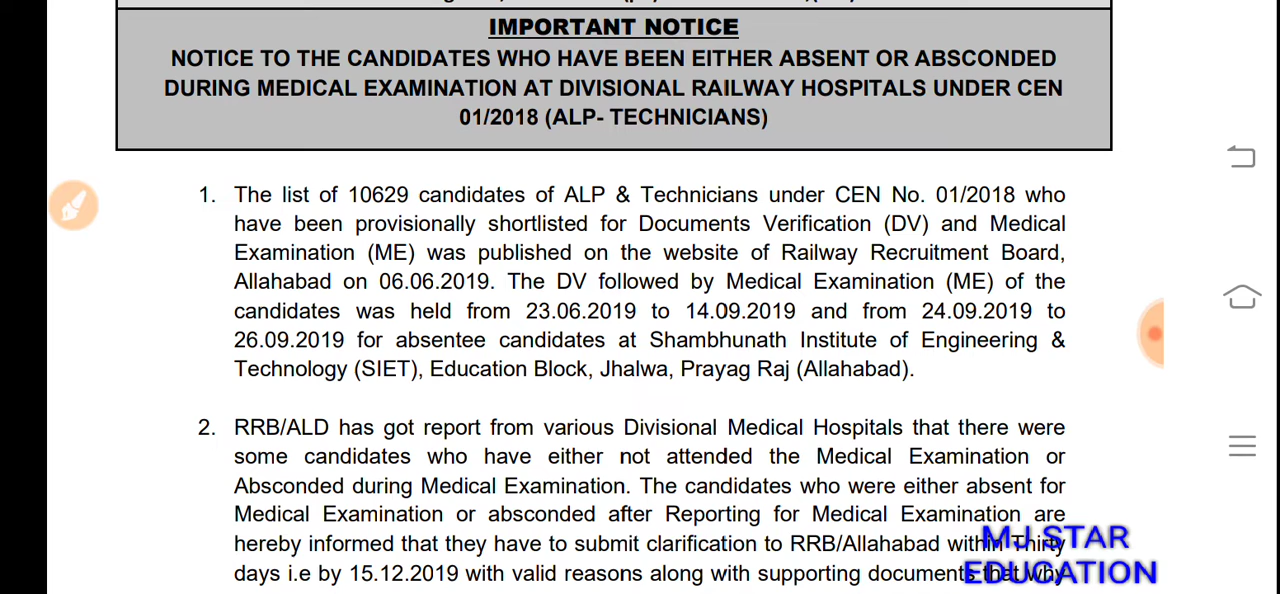 IMPORTANT NOTICE
NOTICE TO THE CANDIDATES WHO HAVE BEEN EITHER ABSENT OR ABSCONDED
DURING MEDICAL EXAMINATION AT DIVISIONAL RAILWAY HOSPITALS UNDER CEN
01/2018 (ALP- TECHNICIANS)
1. The list of 10629 candidates of ALP & Technicians under CEN No. 01/2018 who
have been provisionally shortlisted for Documents Verification (DV) and Medical
Examination (ME) was published on the website of Railway Recruitment Board,
Allahabad on 06.06.2019. The DV followed by Medical Examination (ME) of the
candidates was held from 23.06.2019 to 14.09.2019 and from 24.09.2019 to
26.09.2019 for absentee candidates at Shambhunath Institute of Engineering &
Technology (SIET), Education Block, Jhalwa, Prayag Raj (Allahabad).
2. RRB/ALD has got report from various Divisional Medical Hospitals that there were
some candidates who have either not attended the Medical Examination or
Absconded during Medical Examination. The candidates who were either absent for
Medical Examination or absconded after Reporting for Medical Examination are
hereby informed that they have to submit clarification to RRB/Allahabad within Thirty
days i.e by 15.12.2019 with valid reasons along with supporting documents that why
MJ STAR
EDUCATION